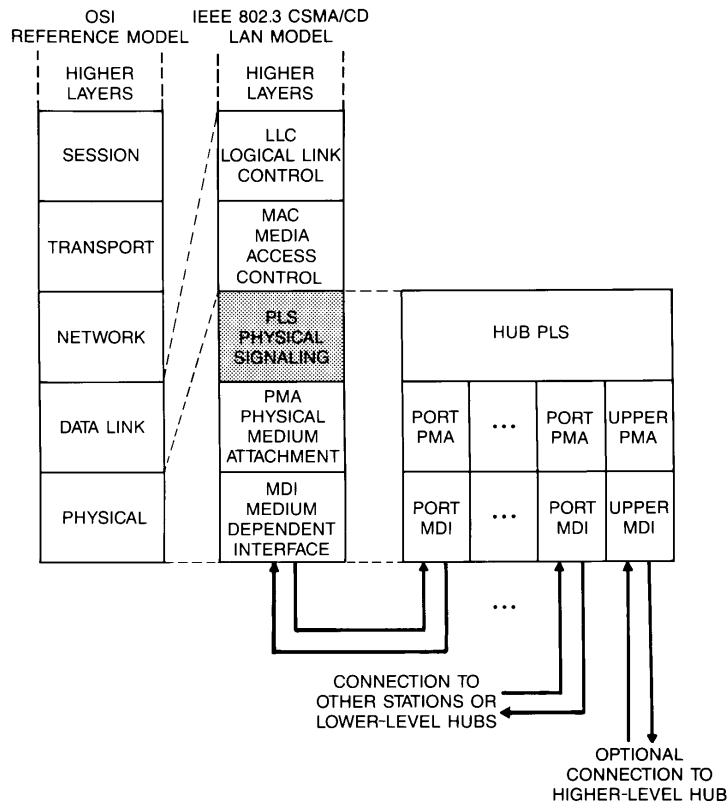 OSI
REFERENCE MODEL
IEEE 802.3 CSMA/CD
LAN MODEL
HIGHER
LAYERS
SESSION
TRANSPORT
NETWORK
DATA LINK
PHYSICAL
HIGHER
LAYERS
LLC
LOGICAL LINK
CONTROL
MAC
MEDIA
ACCESS
CONTROL
PLS
PHYSICAL
SIGNALING
PMA
PHYSICAL
MEDIUM
ATTACHMENT
MDI
MEDIUM
DEPENDENT
INTERFACE
HUB PLS
PORT
PMA
...
PORT
PMA
UPPER
PMA
PORT
MDI
...
PORT
MDI
UPPER
MDI
...
CONNECTION TO
OTHER STATIONS OR
LOWER-LEVEL HUBS
OPTIONAL
CONNECTION TO
HIGHER-LEVEL HUB